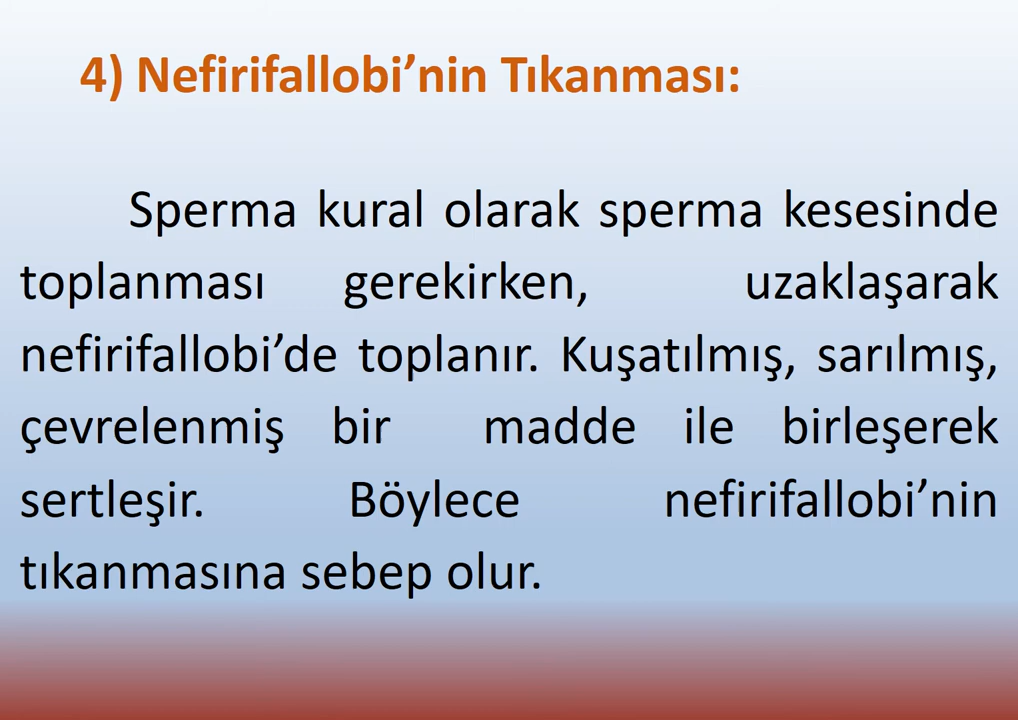 4) Nefirifallobi’nin Tıkanması:
Sperma kural olarak sperma kesesinde
toplanması gerekirken, uzaklaşarak
nefirifallobi’de toplanır. Kuşatılmış, sarılmış,
çevrelenmiş bir madde ile birleşerek
sertleşir. Böylece nefirifallobi’nin
tıkanmasına sebep olur.